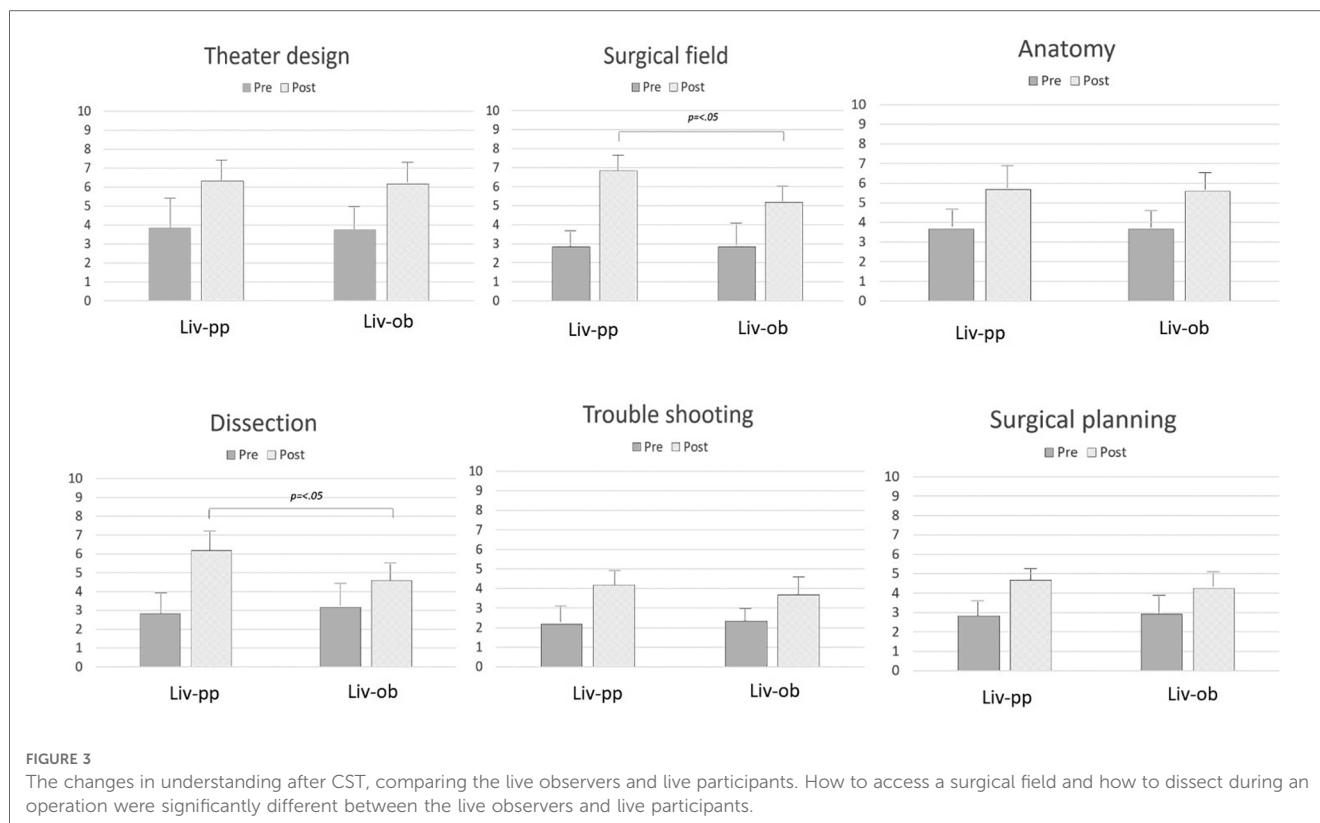 Theater design
Pre Post
10
9
8
7
6
5
4
3
2
1
0
Liv-pp Liv-ob
Surgical field
Pre Post
10
9
8
7
6
5
4
3
2
1
0
p=<.05
Liv-pp Liv-ob
Anatomy
Pre Post
10
9
8
7
6
5
4
3
2
1
0
Liv-pp Liv-ob
Dissection
Pre Post
10
9
8
7
6
5
4
3
2
1
0
p=<.05
Liv-pp Liv-ob
Trouble shooting
Pre Post
10
9
8
7
6
5
4
3
2
1
0
Liv-pp Liv-ob
Surgical planning
Pre Post
10
9
8
7
6
5
4
3
2
1
0
Liv-pp Liv-ob
FIGURE 3
The changes in understanding after CST, comparing the live observers and live participants. How to access a surgical field and how to dissect during an
operation were significantly different between the live observers and live participants.